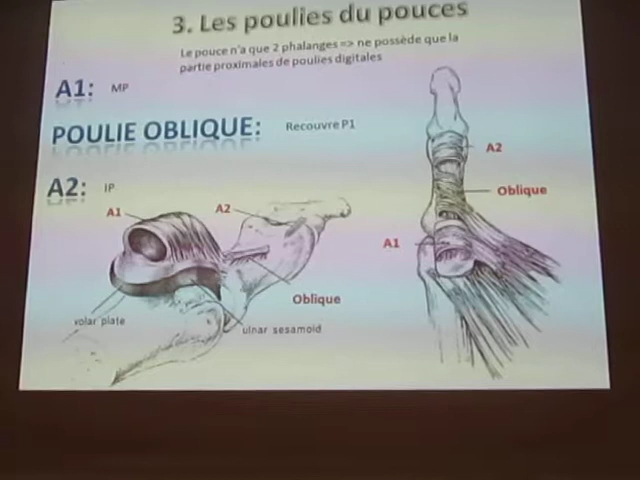 3. Les poulies du pouces
Le pouce n'a que 2 phalanges => ne possède que la
partie proximales de poulies digitales
A1: MP
POULIE OBLIQUE: Recouvre P1
A2: IP
A1
A2
Oblique
volar plate
ulnar sesamoid
A2
Oblique
A1